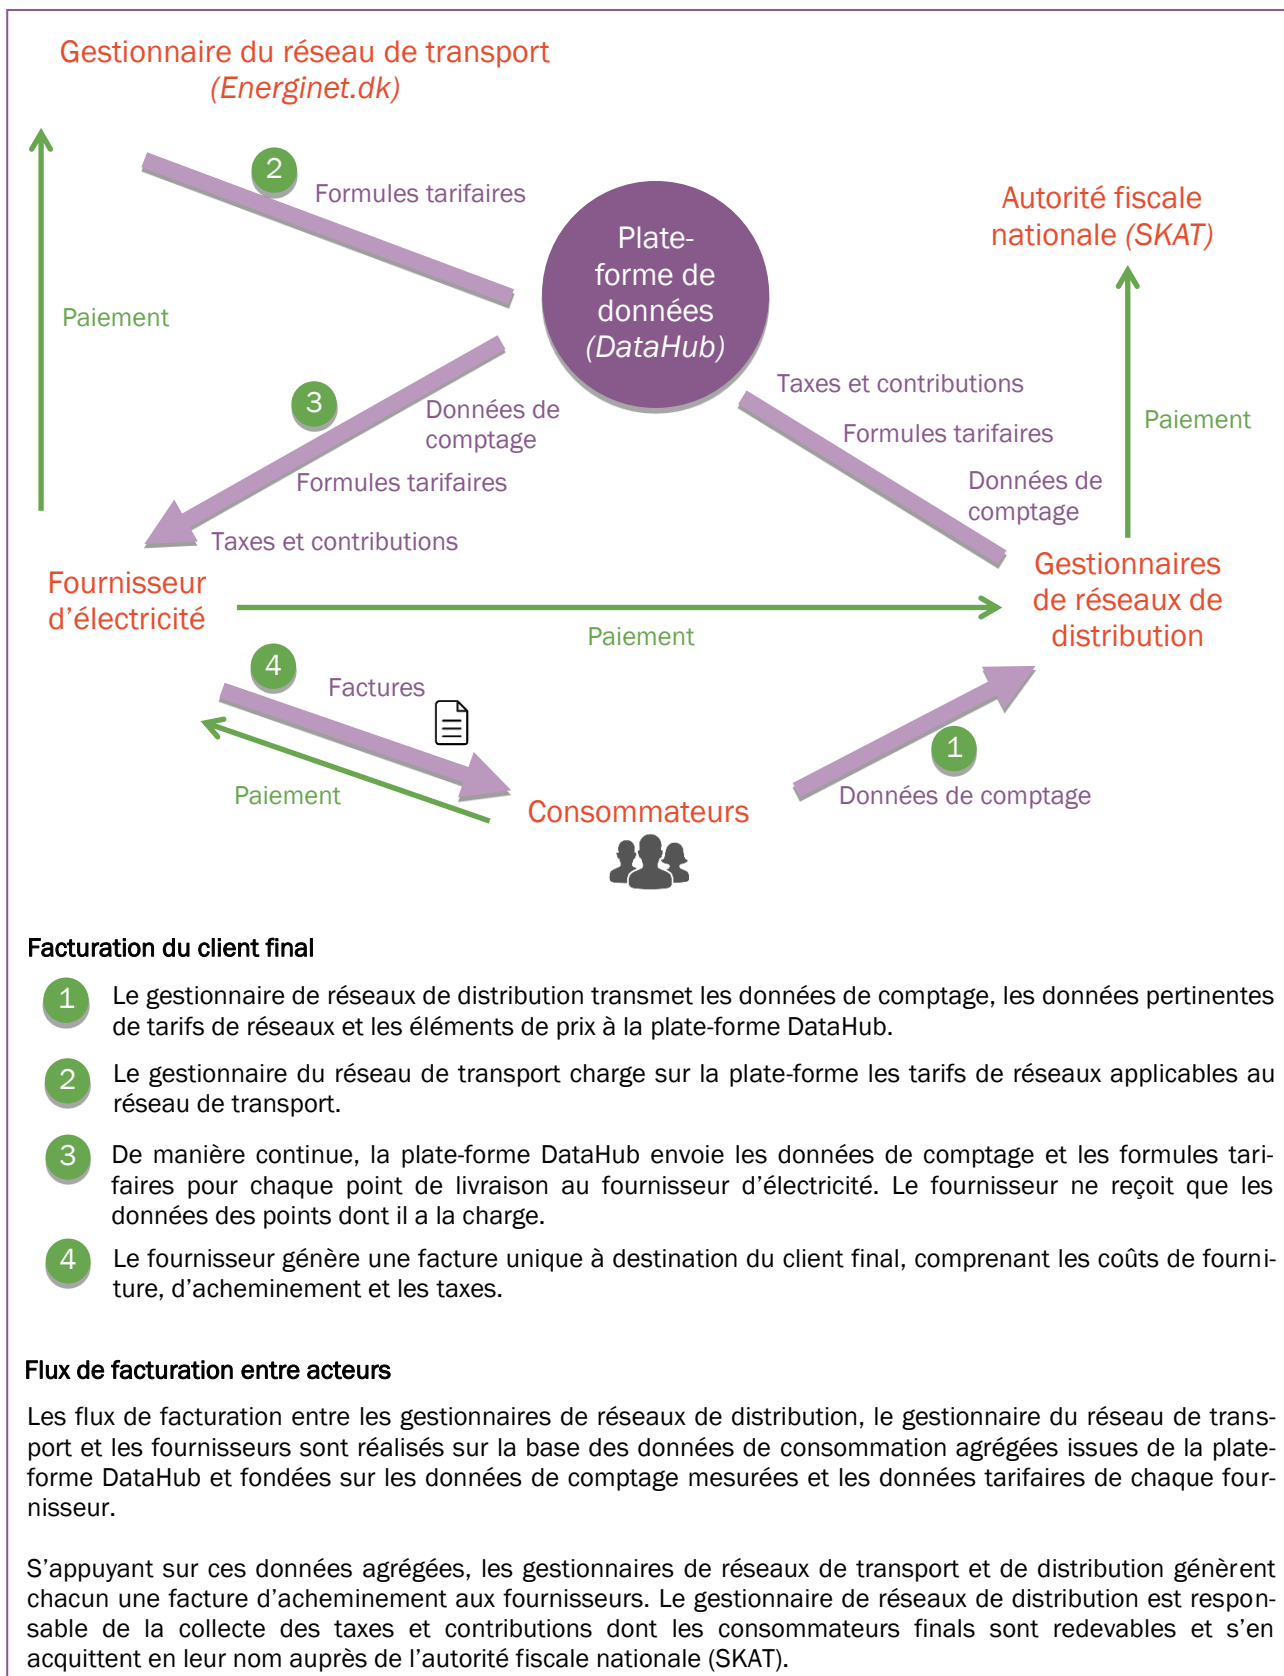 Gestionnaire du réseau de transport
(Energinet.dk)
2
Formules tarifaires
Plate-
forme de
données
(DataHub)
Autorité fiscale
nationale (SKAT)
Paiement
3
Données de
comptage
Formules tarifaires
Taxes et contributions
Taxes et contributions
Formules tarifaires
Données de
comptage
Paiement
Fournisseur
d’électricité
Paiement
Gestionnaires
de réseaux de
distribution
4
Factures
Paiement
Consommateurs
1
Données de comptage
Facturation du client final
1 Le gestionnaire de réseaux de distribution transmet les données de comptage, les données pertinentes
de tarifs de réseaux et les éléments de prix à la plate-forme DataHub.
2 Le gestionnaire du réseau de transport charge sur la plate-forme les tarifs de réseaux applicables au
réseau de transport.
3 De manière continue, la plate-forme DataHub envoie les données de comptage et les formules tari-
faires pour chaque point de livraison au fournisseur d’électricité. Le fournisseur ne reçoit que les
données des points dont il a la charge.
4 Le fournisseur génère une facture unique à destination du client final, comprenant les coûts de fourni-
ture, d’acheminement et les taxes.
Flux de facturation entre acteurs
Les flux de facturation entre les gestionnaires de réseaux de distribution, le gestionnaire du réseau de trans-
port et les fournisseurs sont réalisés sur la base des données de consommation agrégées issues de la plate-
forme DataHub et fondées sur les données de comptage mesurées et les données tarifaires de chaque four-
nisseur.
S’appuyant sur ces données agrégées, les gestionnaires de réseaux de transport et de distribution génèrent
chacun une facture d’acheminement aux fournisseurs. Le gestionnaire de réseaux de distribution est respon-
sable de la collecte des taxes et contributions dont les consommateurs finals sont redevables et s’en
acquittent en leur nom auprès de l’autorité fiscale nationale (SKAT).